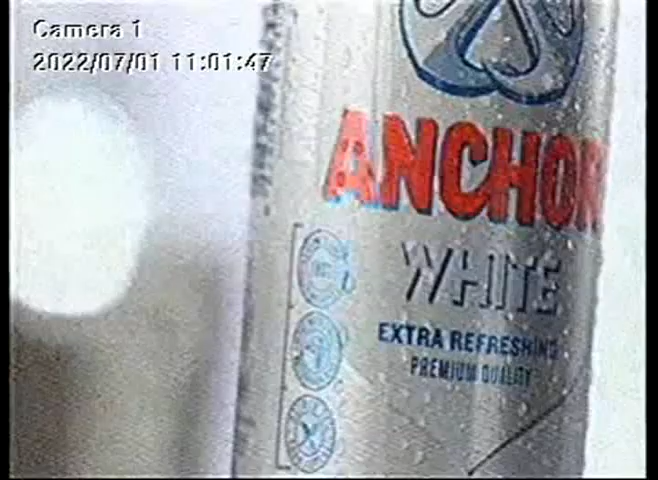 Camera 1
2022/07/01 11:01:47
ANCHOR
WHITE
EXTRA REFRESHING
PREMIUM QUALITY